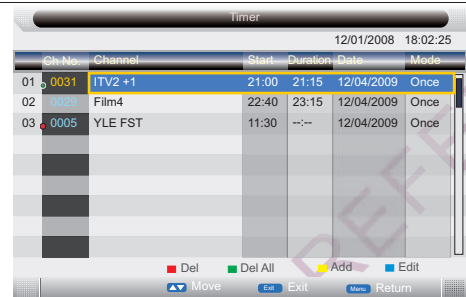 Timer
12/01/2008 18:02:25
Ch No. Channel Start Duration Date Mode
01 0031 ITV2 +1 21:00 21:15 12/04/2009 Once
02 0029 Film4 22:40 23:15 12/04/2009 Once
03 0005 YLE FST 11:30 --:-- 12/04/2009 Once
Del Del All Add Edit
Move Exit Exit Menu Return